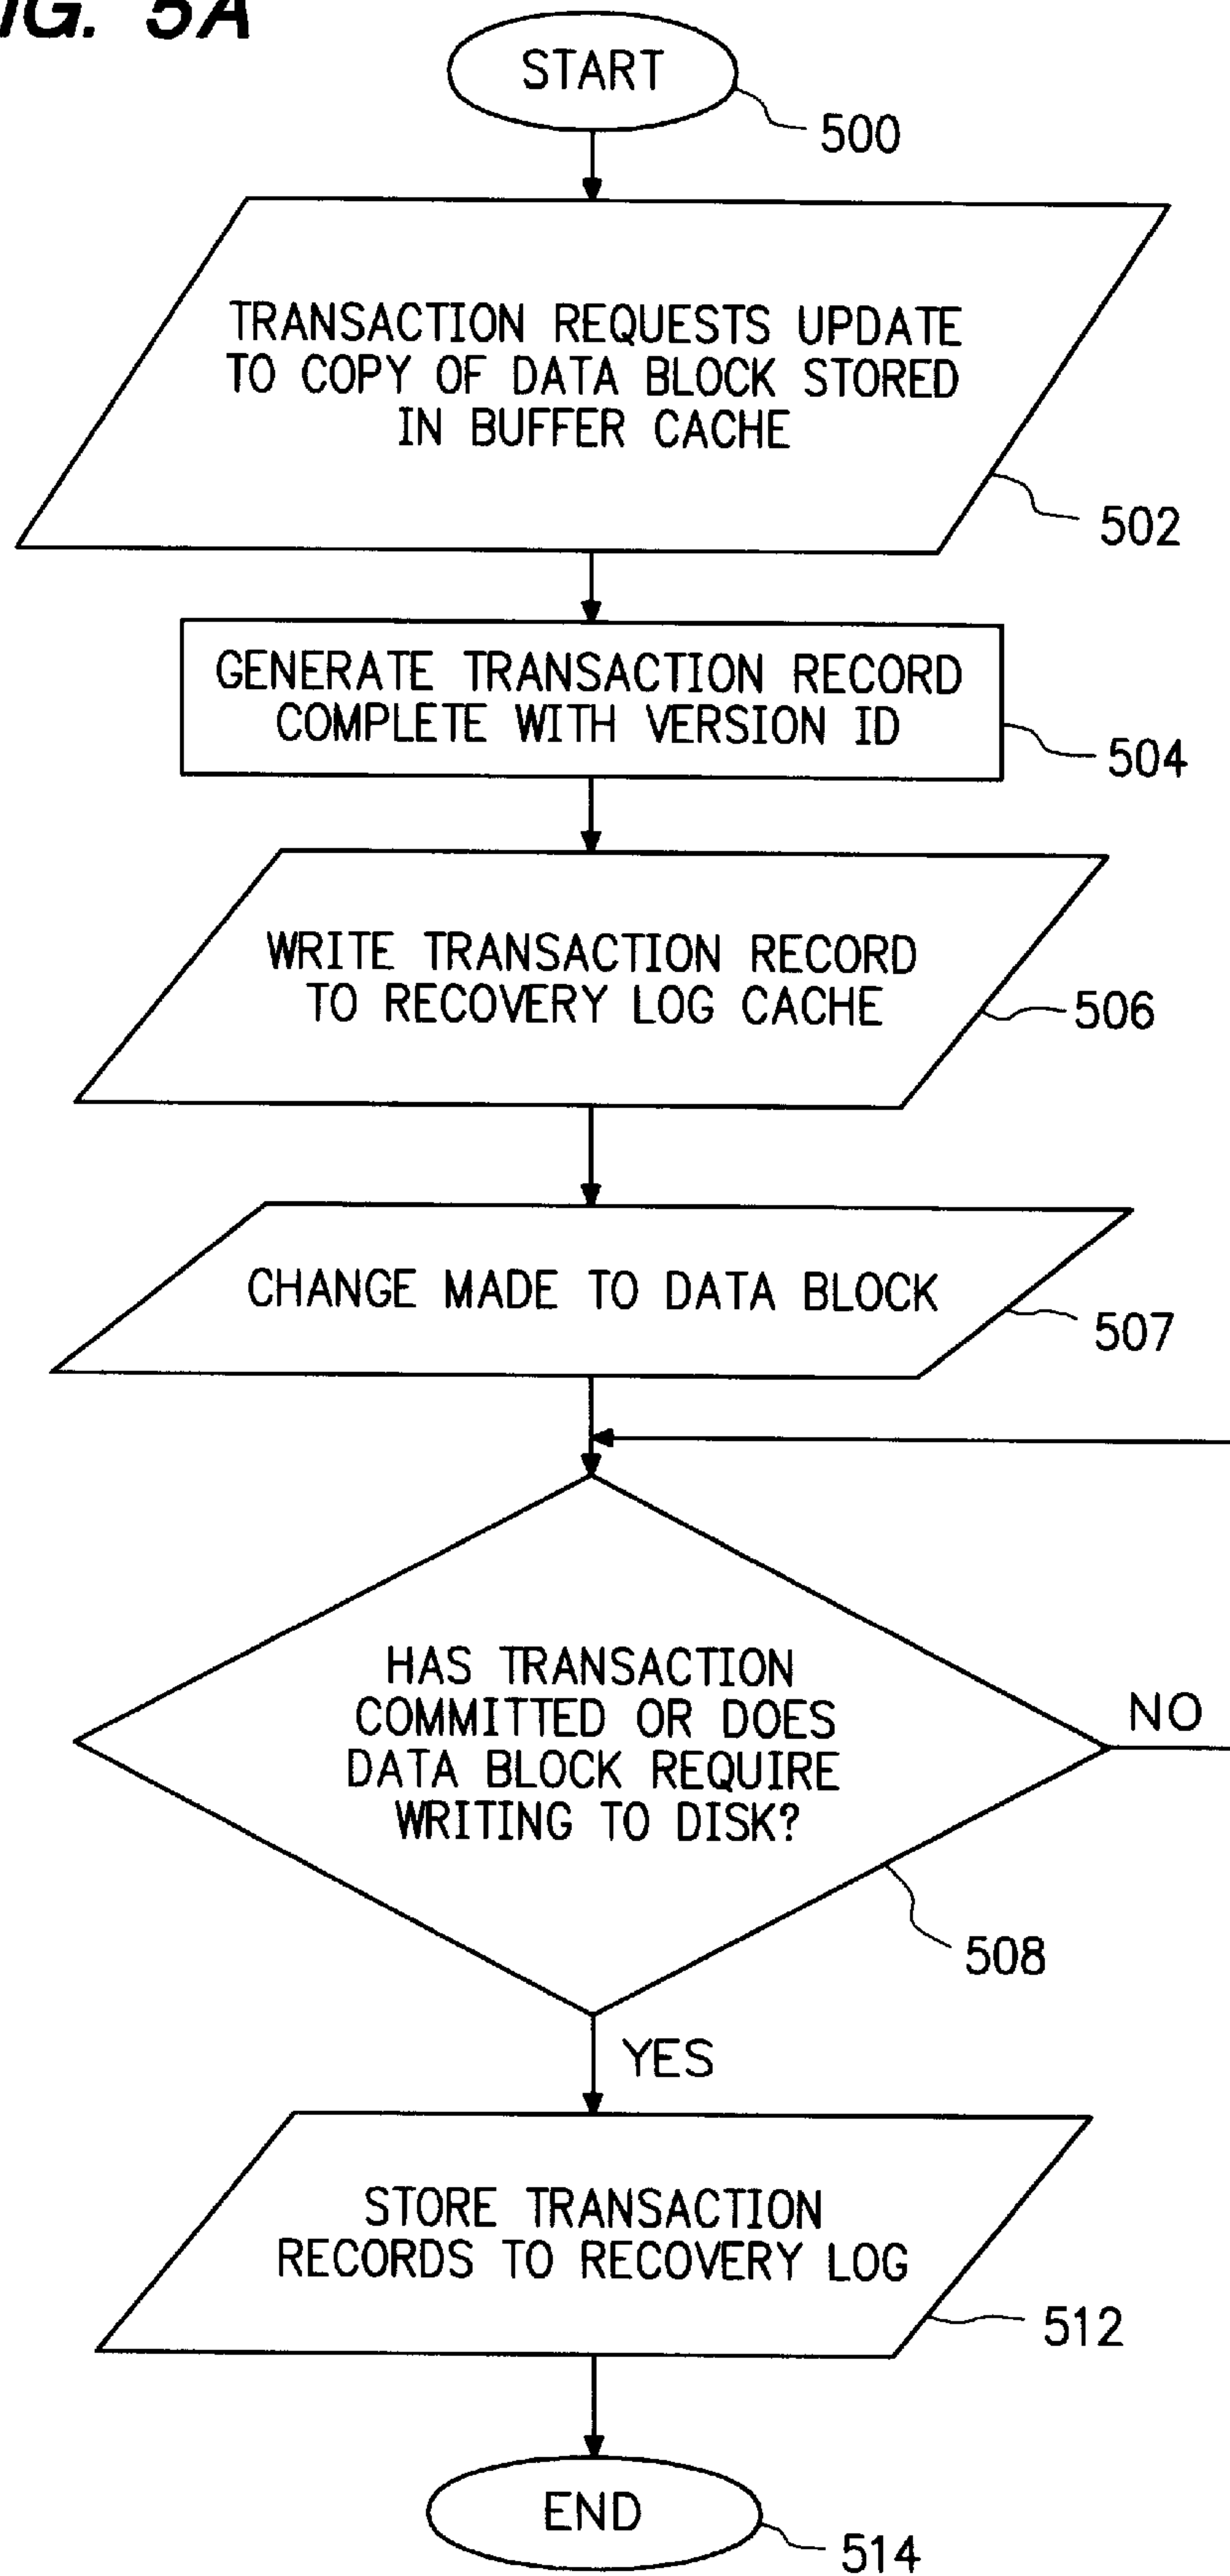 IG. 5A
START
500
TRANSACTION REQUESTS UPDATE
TO COPY OF DATA BLOCK STORED
IN BUFFER CACHE
502
GENERATE TRANSACTION RECORD
COMPLETE WITH VERSION ID
504
WRITE TRANSACTION RECORD
TO RECOVERY LOG CACHE
506
CHANGE MADE TO DATA BLOCK
507
HAS TRANSACTION
COMMITTED OR DOES
DATA BLOCK REQUIRE
WRITING TO DISK?
NO
508
YES
STORE TRANSACTION
RECORDS TO RECOVERY LOG
512
END
514